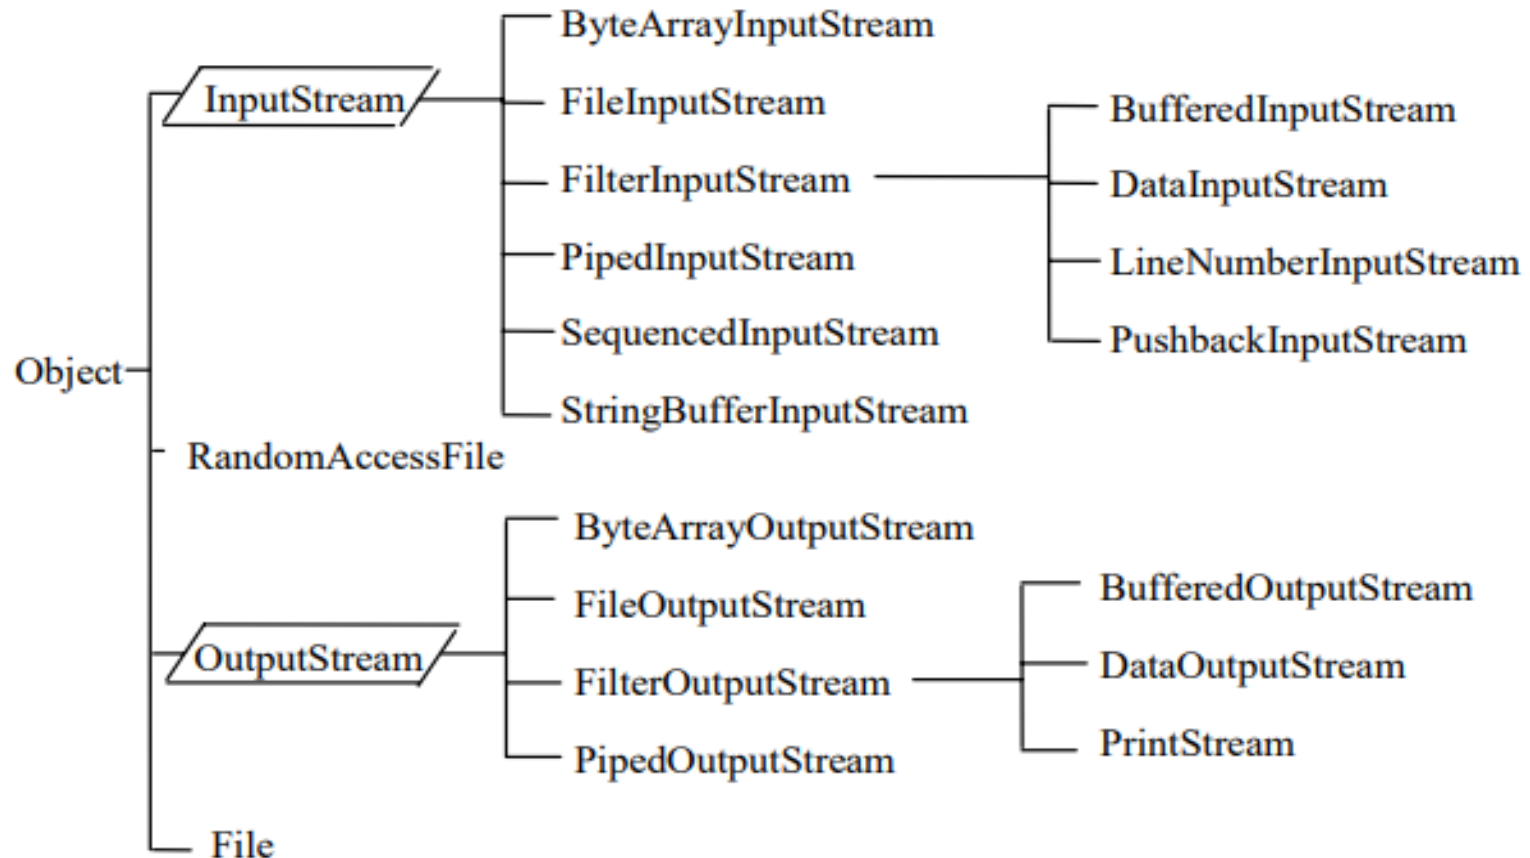 ByteArrayInputStream
InputStream
FileInputStream
BufferedInputStream
FilterInputStream
DataInputStream
PipedInputStream
LineNumberInputStream
SequencedInputStream
PushbackInputStream
Object
StringBufferInputStream
RandomAccessFile
ByteArrayOutputStream
FileOutputStream
BufferedOutputStream
OutputStream
FilterOutputStream
DataOutputStream
PipedOutputStream
PrintStream
File